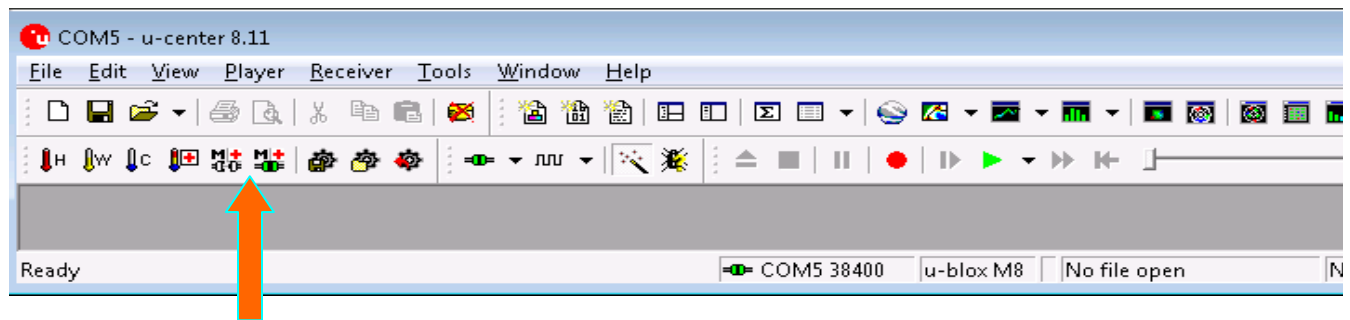 COM5 - u-center 8.11
File Edit View Player Receiver Tools Window Help
H W C
Ready COM5 38400 u-blox M8 No file open N